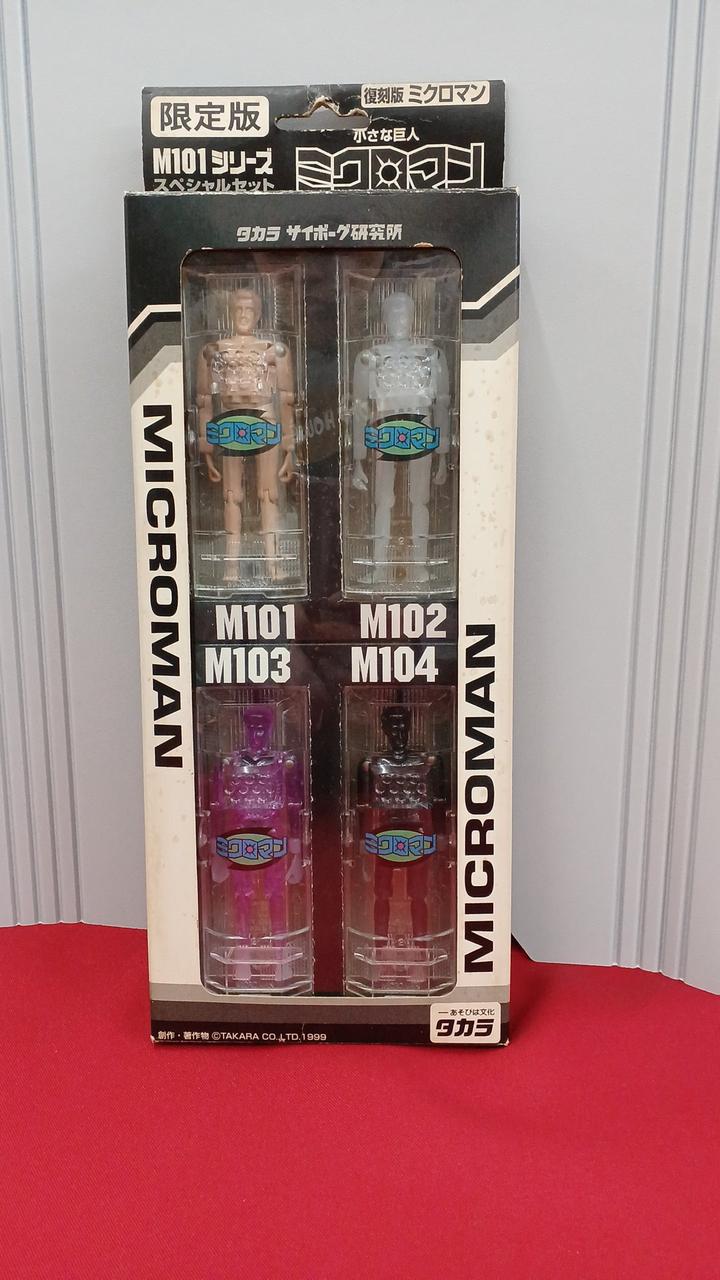 限定版
復刻版 ミクロマン
M101シリーズ
スペシャルセット
小さな巨人
ミクロマン
タカラ サイボーグ研究所
MICROMAN
ミクロマン
ミクロマン
M101
M102
M103
M104
ミクロマン
ミクロマン
MICROMAN
創作・著作物 ©TAKARA CO.,LTD.1999
—あそびは文化
タカラ